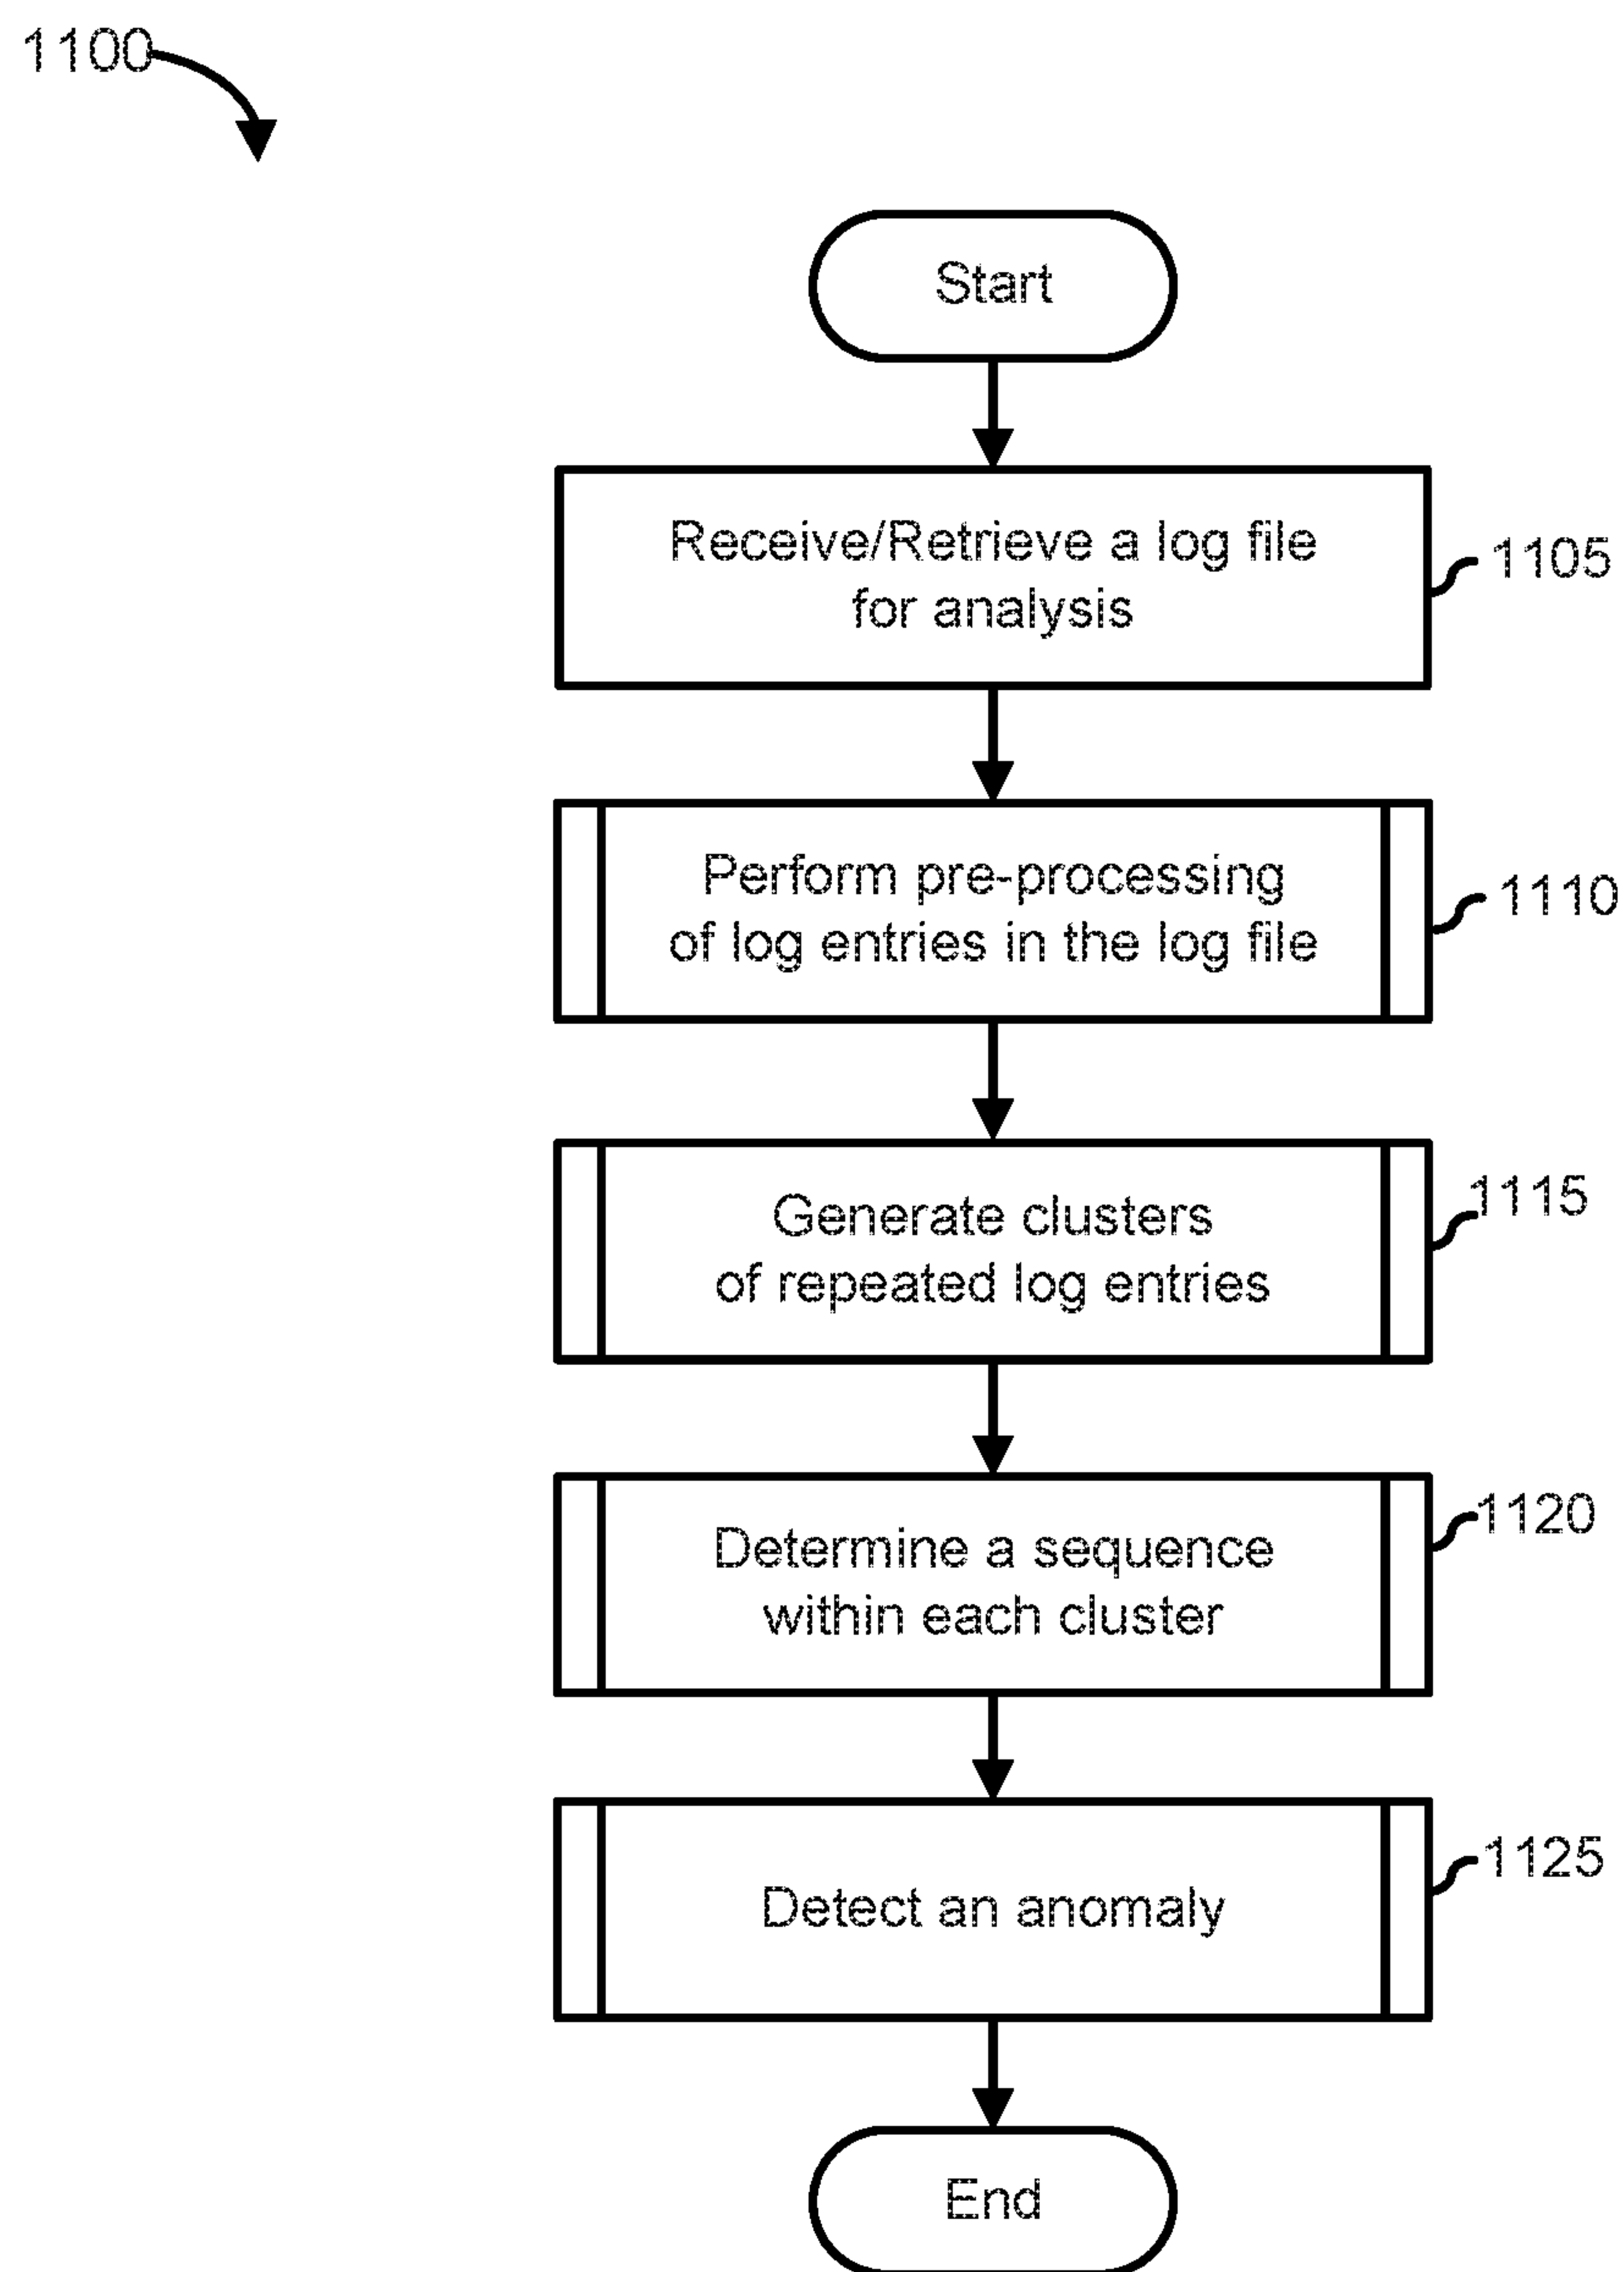 1100
Start
Receive/Retrieve a log file
for analysis
1105
Perform pre-processing
of log entries in the log file
1110
Generate clusters
of repeated log entries
1115
Determine a sequence
within each cluster
1120
Detect an anomaly
1125
End